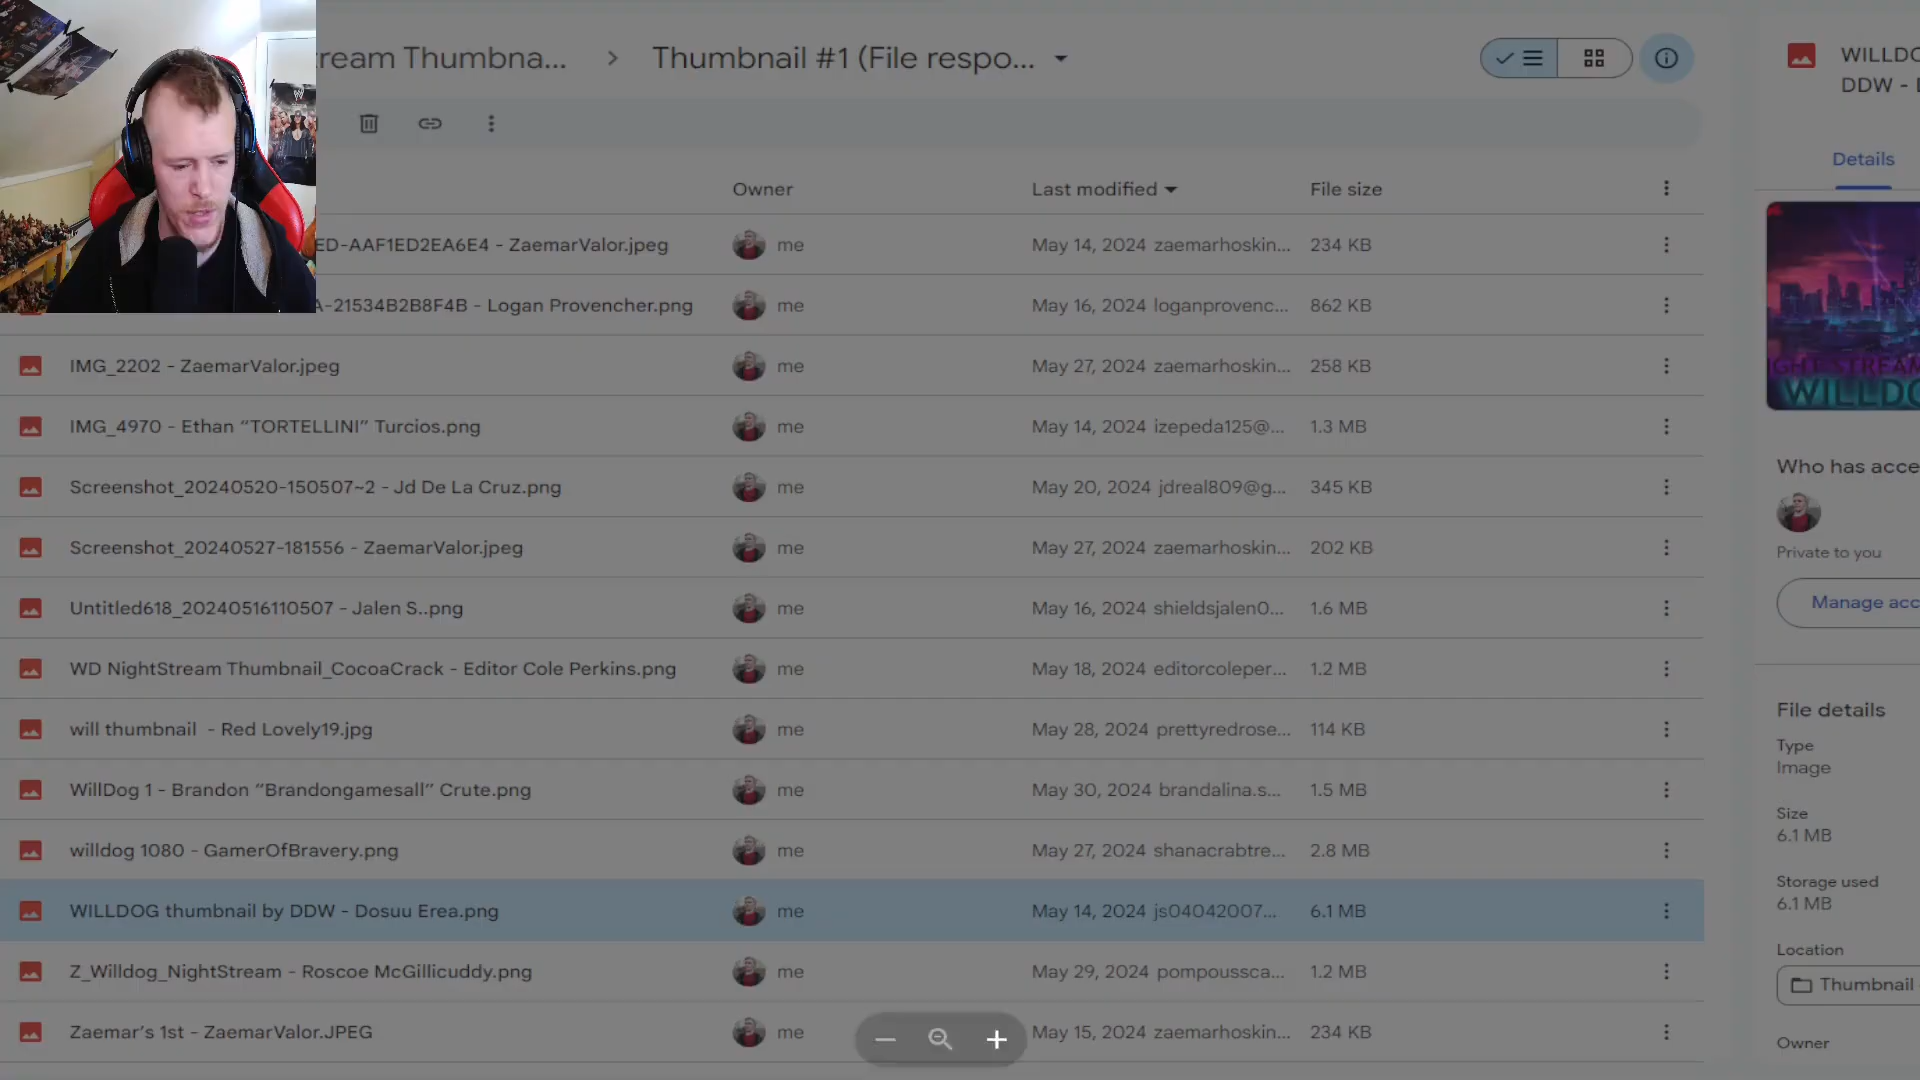 ream Thumbna... > Thumbnail #1 (File respo...
WILLDO
DDW - 
Details
Owner Last modified File size
ED-AAF1ED2EA6E4 - ZaemarValor.jpeg me May 14, 2024 zaemarhoskin... 234 KB
A-21534B2B8F4B - Logan Provencher.png me May 16, 2024 loganprovenc... 862 KB
IMG_2202 - ZaemarValor.jpeg me May 27, 2024 zaemarhoskin... 258 KB
IGHT STREAM
WILLDO
IMG_4970 - Ethan “TORTELLINI” Turcios.png me May 14, 2024 izepeda125@... 1.3 MB
Who has acce
Screenshot_20240520-150507~2 - Jd De La Cruz.png me May 20, 2024 jdreal809@g... 345 KB
Screenshot_20240527-181556 - ZaemarValor.jpeg me May 27, 2024 zaemarhoskin... 202 KB
Private to you
Manage acc
Untitled618_20240516110507 - Jalen S..png me May 16, 2024 shieldsjalen0... 1.6 MB
WD NightStream Thumbnail_CocoaCrack - Editor Cole Perkins.png me May 18, 2024 editorcoleper... 1.2 MB
File details
will thumbnail  - Red Lovely19.jpg me May 28, 2024 prettyredrose... 114 KB
Type
Image
WillDog 1 - Brandon “Brandongamesall” Crute.png me May 30, 2024 brandalina.s... 1.5 MB
Size
6.1 MB
willdog 1080 - GamerOfBravery.png me May 27, 2024 shanacrabtre... 2.8 MB
Storage used
6.1 MB
WILLDOG thumbnail by DDW - Dosuu Erea.png me May 14, 2024 js04042007... 6.1 MB
Location
Thumbnail
Z_Willdog_NightStream - Roscoe McGillicuddy.png me May 29, 2024 pompoussca... 1.2 MB
Zaemar’s 1st - ZaemarValor.JPEG me May 15, 2024 zaemarhoskin... 234 KB
Owner